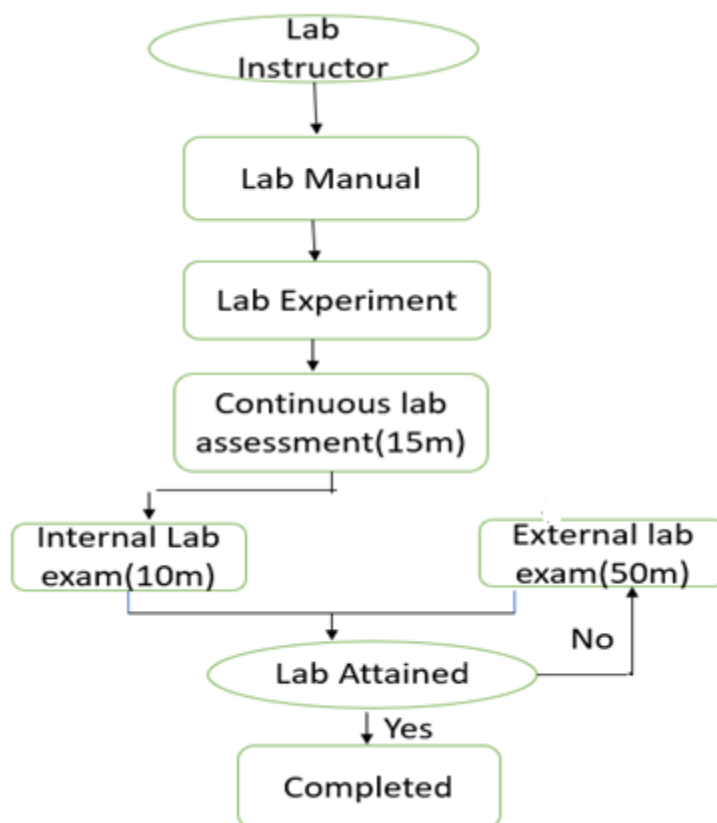 Lab
Instructor
Lab Manual
Lab Experiment
Continuous lab
assessment(15m)
Internal Lab
exam(10m)
External lab
exam(50m)
No
Lab Attained
Yes
Completed